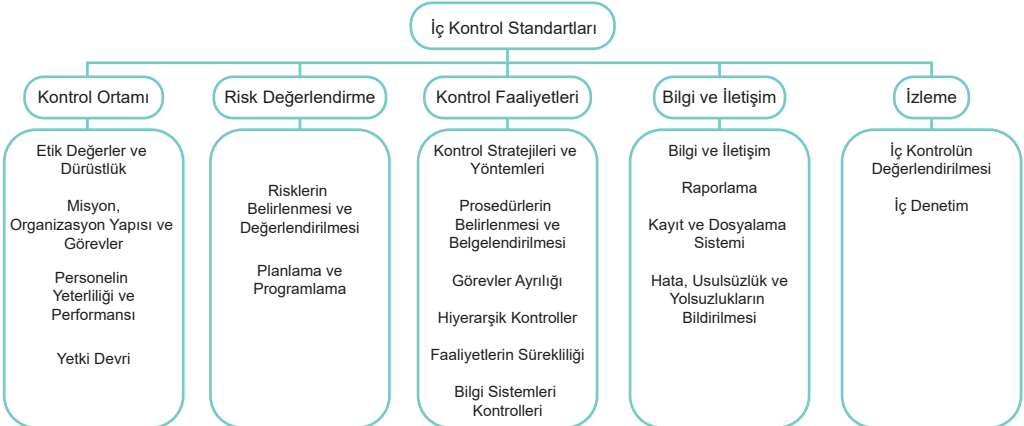 İç Kontrol Standartları
Kontrol Ortamı
Risk Değerlendirme
Kontrol Faaliyetleri
Bilgi ve İletişim
İzleme
Etik Değerler ve
Dürüstlük
Misyon,
Organizasyon Yapısı ve
Görevler
Personelin
Yeterliliği ve
Performansı
Yetki Devri
Risklerin
Belirlenmesi ve
Değerlendirilmesi
Planlama ve
Programlama
Kontrol Stratejileri ve
Yöntemleri
Prosedürlerin
Belirlenmesi ve
Belgelendirilmesi
Görevler Ayrılığı
Hiyerarşik Kontroller
Faaliyetlerin Sürekliliği
Bilgi Sistemleri
Kontrolleri
Bilgi ve İletişim
Raporlama
Kayıt ve Dosyalama
Sistemi
Hata, Usulsüzlük ve
Yolsuzlukların
Bildirilmesi
İç Kontrolün
Değerlendirilmesi
İç Denetim